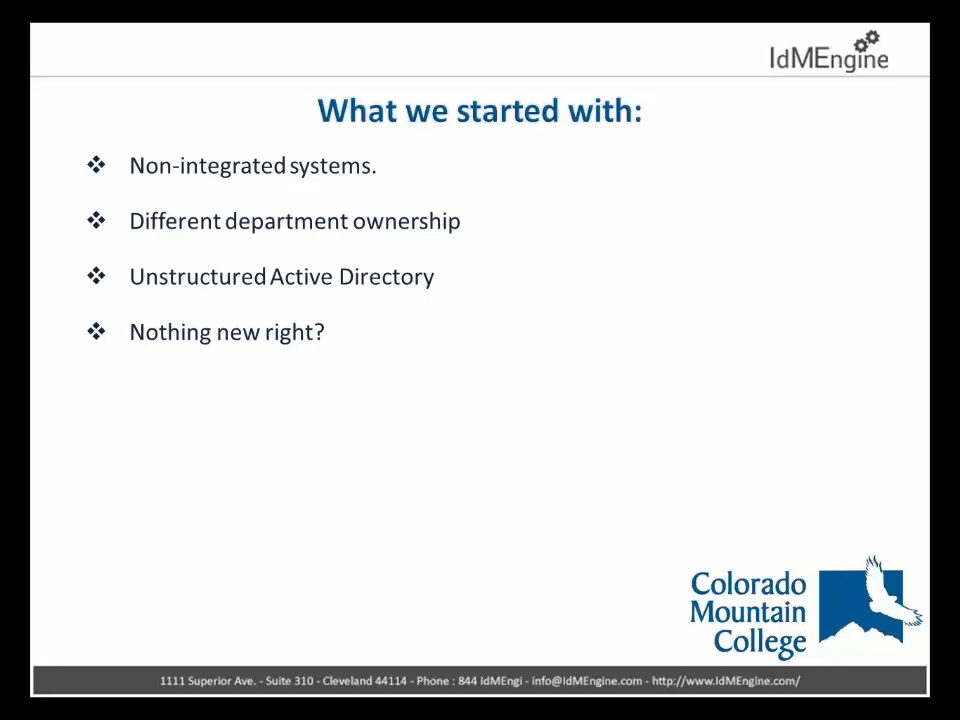 IdMEngine
What we started with:
❖ Non-integrated systems.
❖ Different department ownership
❖ Unstructured Active Directory
❖ Nothing new right?
Colorado
Mountain
College
1111 Superior Ave. - Suite 310 - Cleveland 44114 - Phone : 844 IdMEngi - info@IdMEngine.com - http://www.IdMEngine.com/